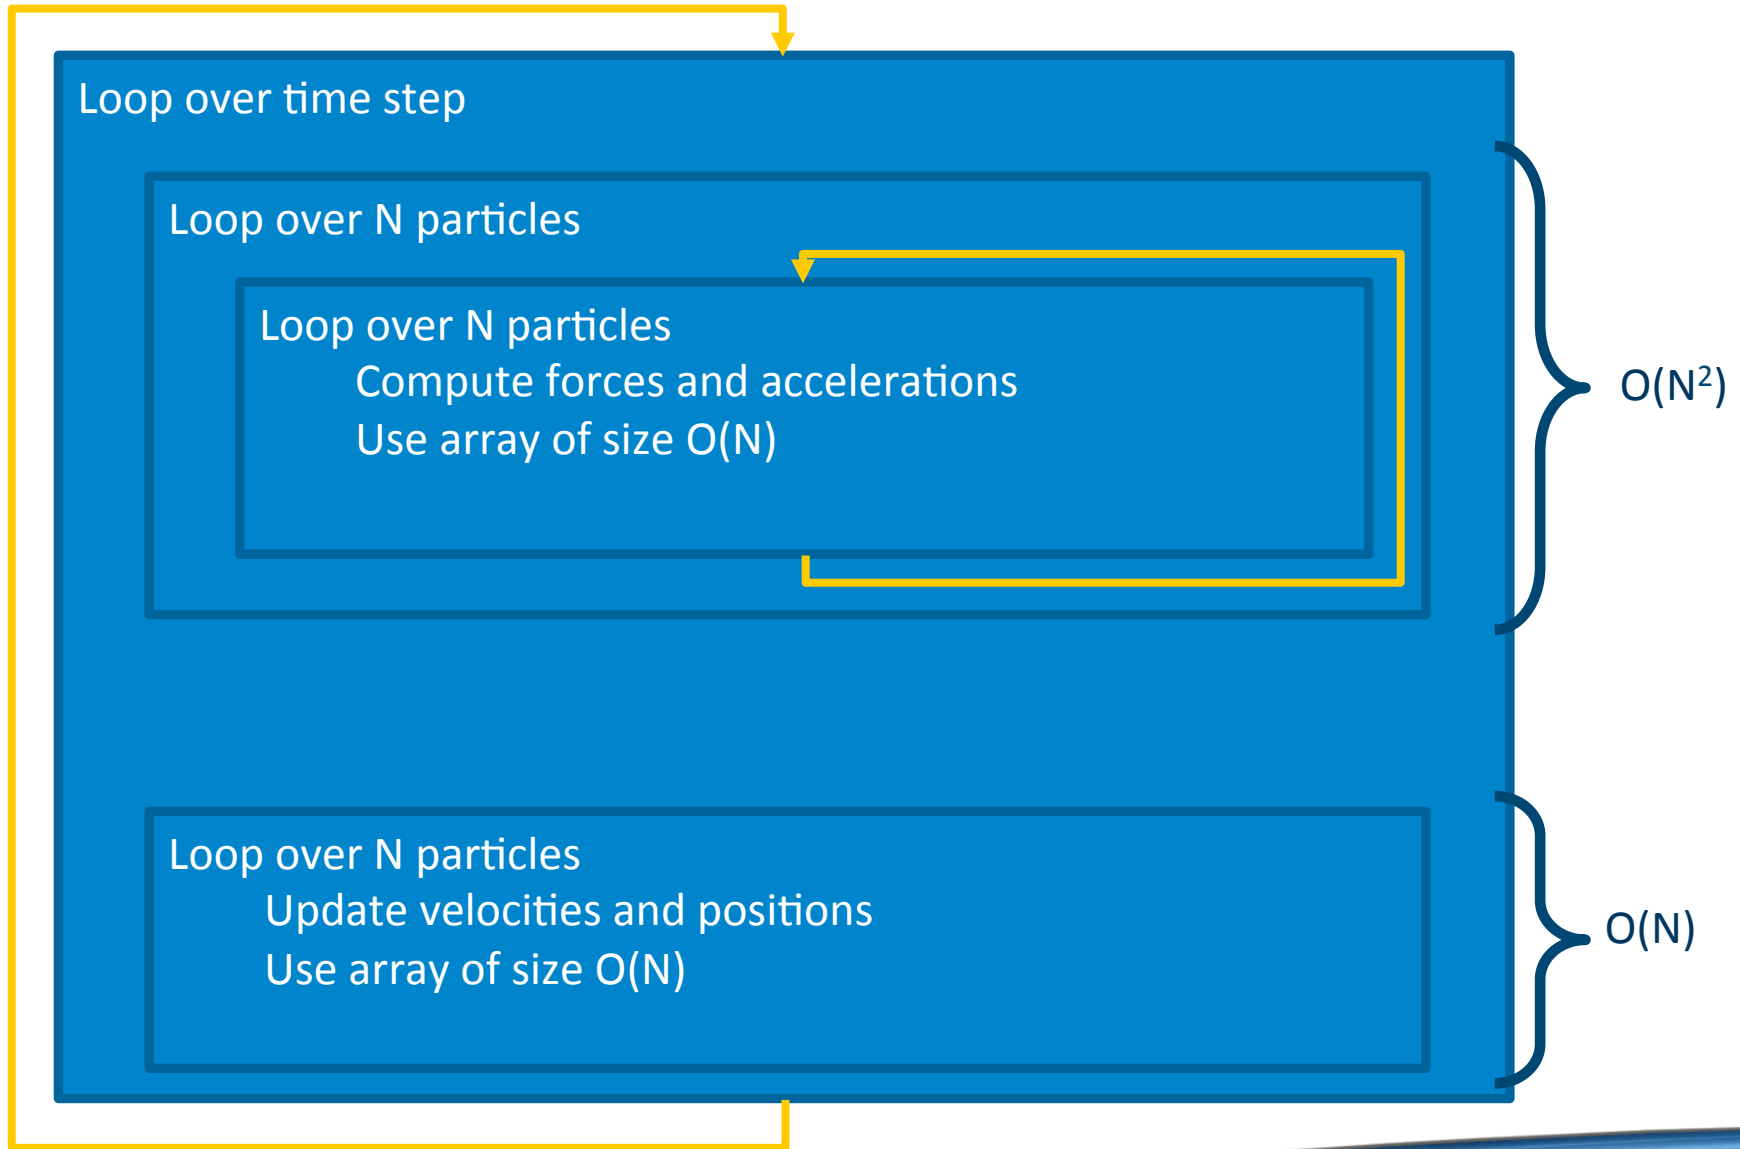 Loop over time step
Loop over N particles
Loop over N particles
Compute forces and accelerations
Use array of size O(N)
O(N²)
Loop over N particles
Update velocities and positions
Use array of size O(N)
O(N)